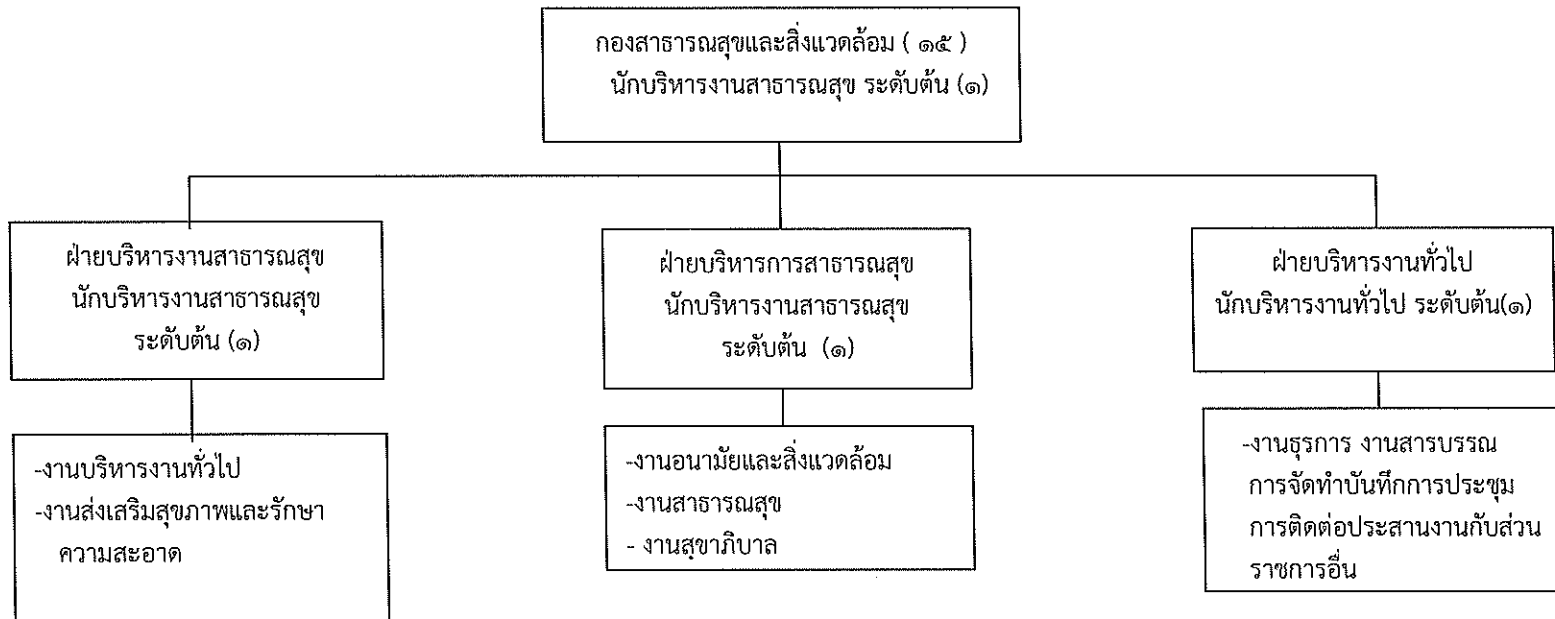 กองสาธารณสุขและสิ่งแวดล้อม ( ๑๕ )
นักบริหารงานสาธารณสุข ระดับต้น (๑)
ฝ่ายบริหารงานสาธารณสุข
นักบริหารงานสาธารณสุข
ระดับต้น (๑)
-งานบริหารงานทั่วไป
-งานส่งเสริมสุขภาพและรักษา
ความสะอาด
ฝ่ายบริหารการสาธารณสุข
นักบริหารงานสาธารณสุข
ระดับต้น (๑)
-งานอนามัยและสิ่งแวดล้อม
-งานสาธารณสุข
- งานสุขาภิบาล
ฝ่ายบริหารงานทั่วไป
นักบริหารงานทั่วไป ระดับต้น(๑)
-งานธุรการ งานสารบรรณ
การจัดทำบันทึกการประชุม
การติดต่อประสานงานกับส่วน
ราชการอื่น